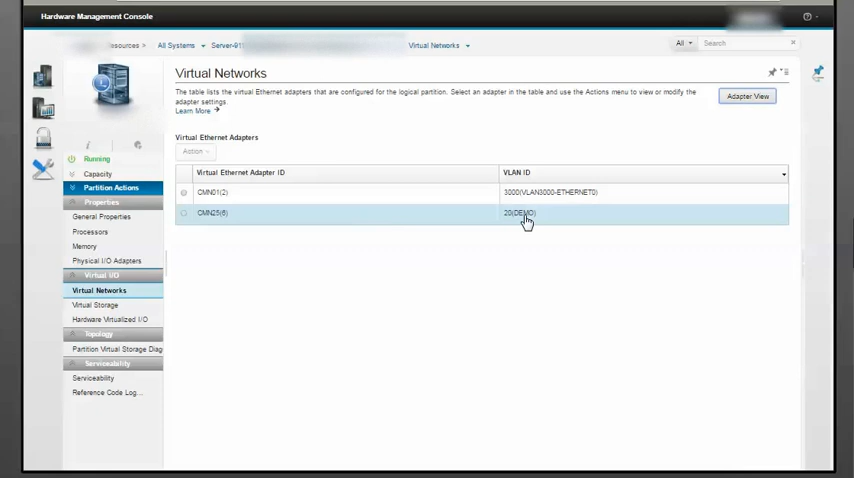 Hardware Management Console
All Systems Server-911 Virtual Networks All Search
Virtual Networks
The table lists the virtual Ethernet adapters that are configured for the logical partition. Select an adapter in the table and use the Actions menu to view or modify the
adapter settings.
Adapter View
Learn More
Virtual Ethernet Adapters
Action
Virtual Ethernet Adapter ID VLAN ID
CMN01(2) 3000(VLAN3000-ETHERNET0)
CMN25(6) 20(DEMO)
Running
Capacity
Partition Actions
Properties
General Properties
Processors
Memory
Physical I/O Adapters
Virtual I/O
Virtual Networks
Virtual Storage
Hardware Virtualized I/O
Topology
Partition Virtual Storage Diag
Serviceability
Serviceability
Reference Code Log...